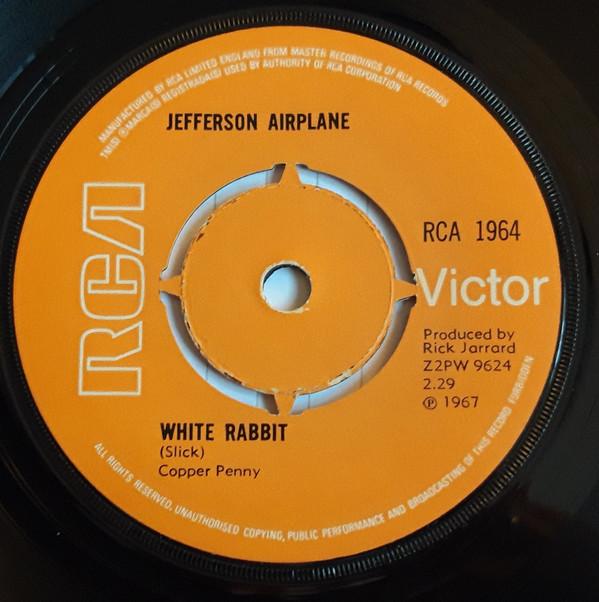 MANUFACTURED BY RCA LIMITED ENGLAND FROM MASTER RECORDINGS OF RCA RECORDS
TM(S) ® MARCA(S) REGISTRADA(S) USED BY AUTHORITY OF RCA CORPORATION
JEFFERSON AIRPLANE
RCA
RCA 1964
Victor
Produced by
Rick Jarrard
Z2PW 9624
2.29
℗ 1967
WHITE RABBIT
(Slick)
Copper Penny
ALL RIGHTS RESERVED, UNAUTHORISED COPYING, PUBLIC PERFORMANCE AND BROADCASTING OF THIS RECORD FORBIDDEN